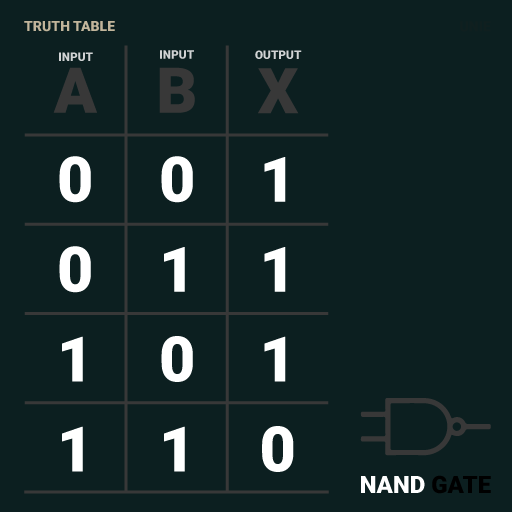 TRUTH TABLE
INPUT INPUT OUTPUT
A B X
0 0 1
0 1 1
1 0 1
1 1 0
NAND GATE